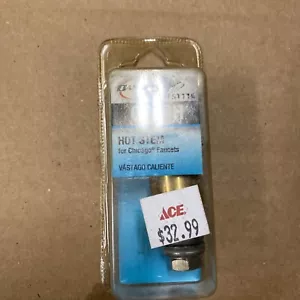 HOT STEM
for Chicago® Faucets
VÁSTAGO CALIENTE
ACE
$32.99